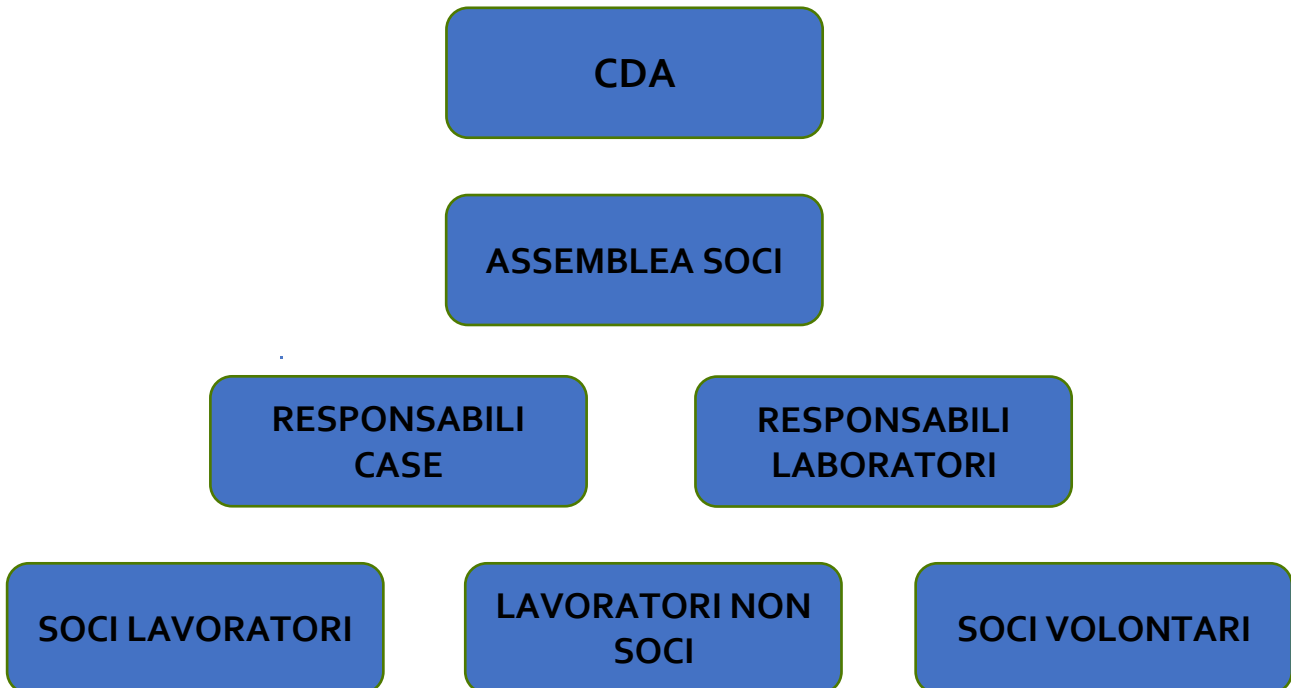 CDA
ASSEMBLEA SOCI
RESPONSABILI
CASE
RESPONSABILI
LABORATORI
SOCI LAVORATORI
LAVORATORI NON
SOCI
SOCI VOLONTARI